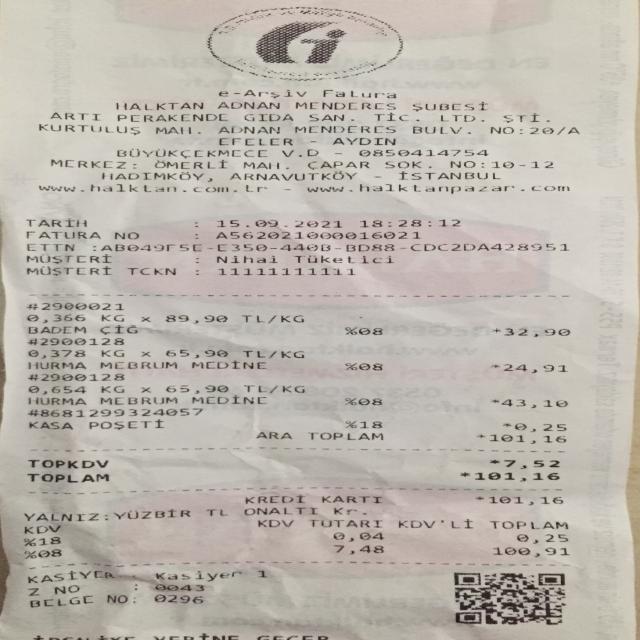 e-Arşiv Fatura
HALKTAN ADNAN MENDERES ŞUBESİ
ARTI PERAKENDE GIDA SAN. TİC. LTD. ŞTİ.
KURTULUŞ MAH. ADNAN MENDERES BULV. NO:20/A
EFELER - AYDIN
BÜYÜKÇEKMECE V.D - 0850414754
MERKEZ: ÖMERLİ MAH. ÇAPAR SOK. NO:10-12
HADIMKÖY, ARNAVUTKÖY - İSTANBUL
www.halktan.com.tr - www.halktanpazar.com
TARİH : 15.09.2021 18:28:12
FATURA NO : A562021000016021
ETTN :AB049F5E-E350-440B-BD88-CDC2DA428951
MÜŞTERİ : Nihai Tüketici
MÜŞTERİ TCKN : 11111111111
#2900021
0,366 KG x 89,90 TL/KG
BADEM ÇİĞ %08 *32,90
#2900128
0,378 KG x 65,90 TL/KG
HURMA MEBRUM MEDİNE %08 *24,91
#2900128
0,654 KG x 65,90 TL/KG
HURMA MEBRUM MEDİNE %08 *43,10
#8681299324057
KASA POŞETİ %18 *0,25
ARA TOPLAM *101,16
TOPKDV *7,52
TOPLAM *101,16
KREDİ KARTI *101,16
YALNIZ:YÜZBİR TL ONALTI Kr.
KDV KDV TUTARI KDV'Lİ TOPLAM
%18 0,04 0,25
%08 7,48 100,91
KASİYER : Kasiyer 1
Z NO : 0043
BELGE NO: 0296